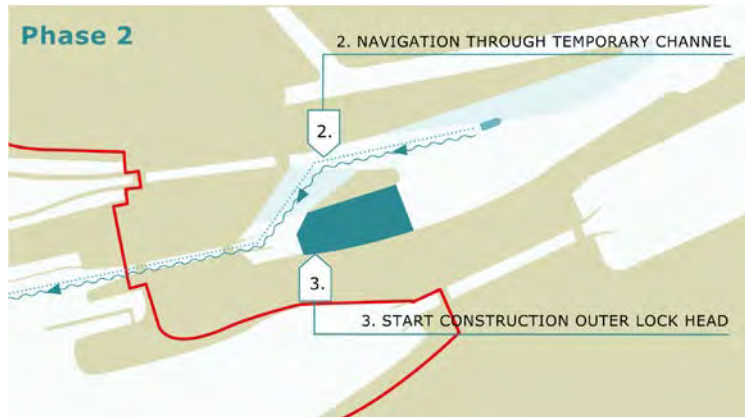 Phase 2
2. NAVIGATION THROUGH TEMPORARY CHANNEL
2.
3.
3. START CONSTRUCTION OUTER LOCK HEAD